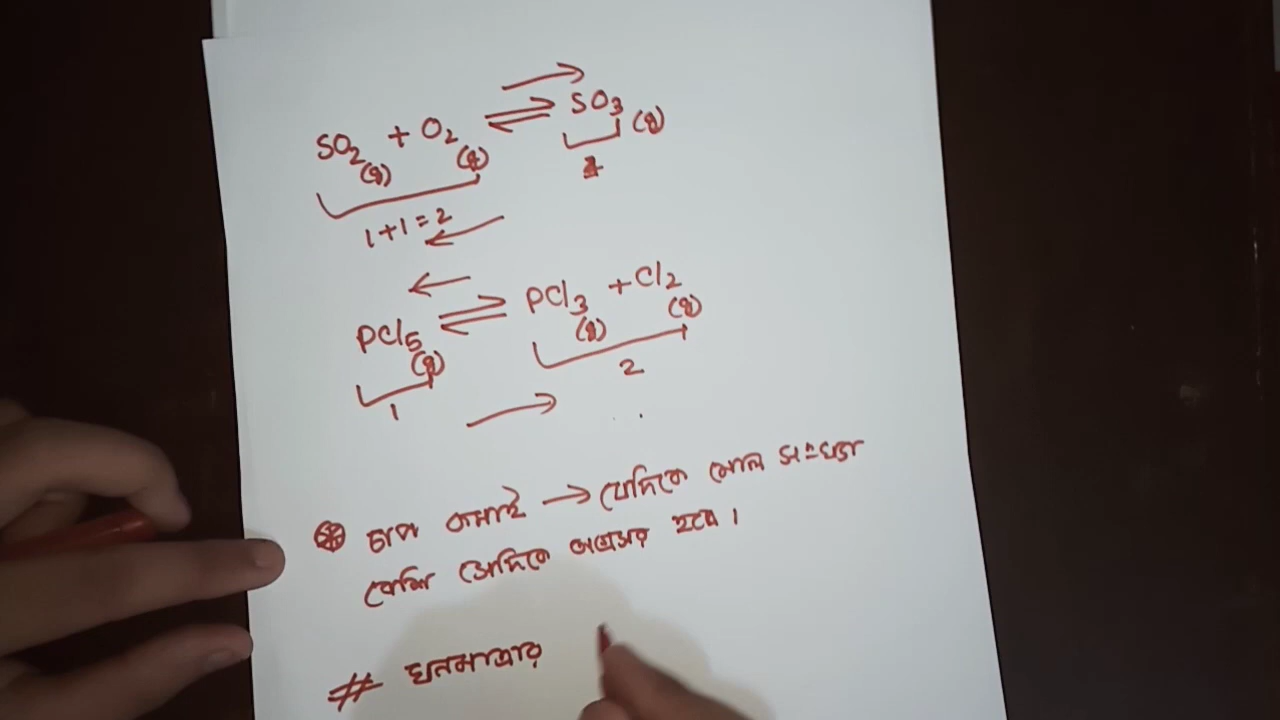 SO₂(g) + O₂(g) ⇌ SO₃(g)
1+1=2
PCl₅(g) ⇌ PCl₃(g) + Cl₂(g)
1 2
চাপ কমাই → যেদিকে মোল সংখ্যা
বেশি সেদিকে অগ্রসর হবে।
# ঘনমাত্রার